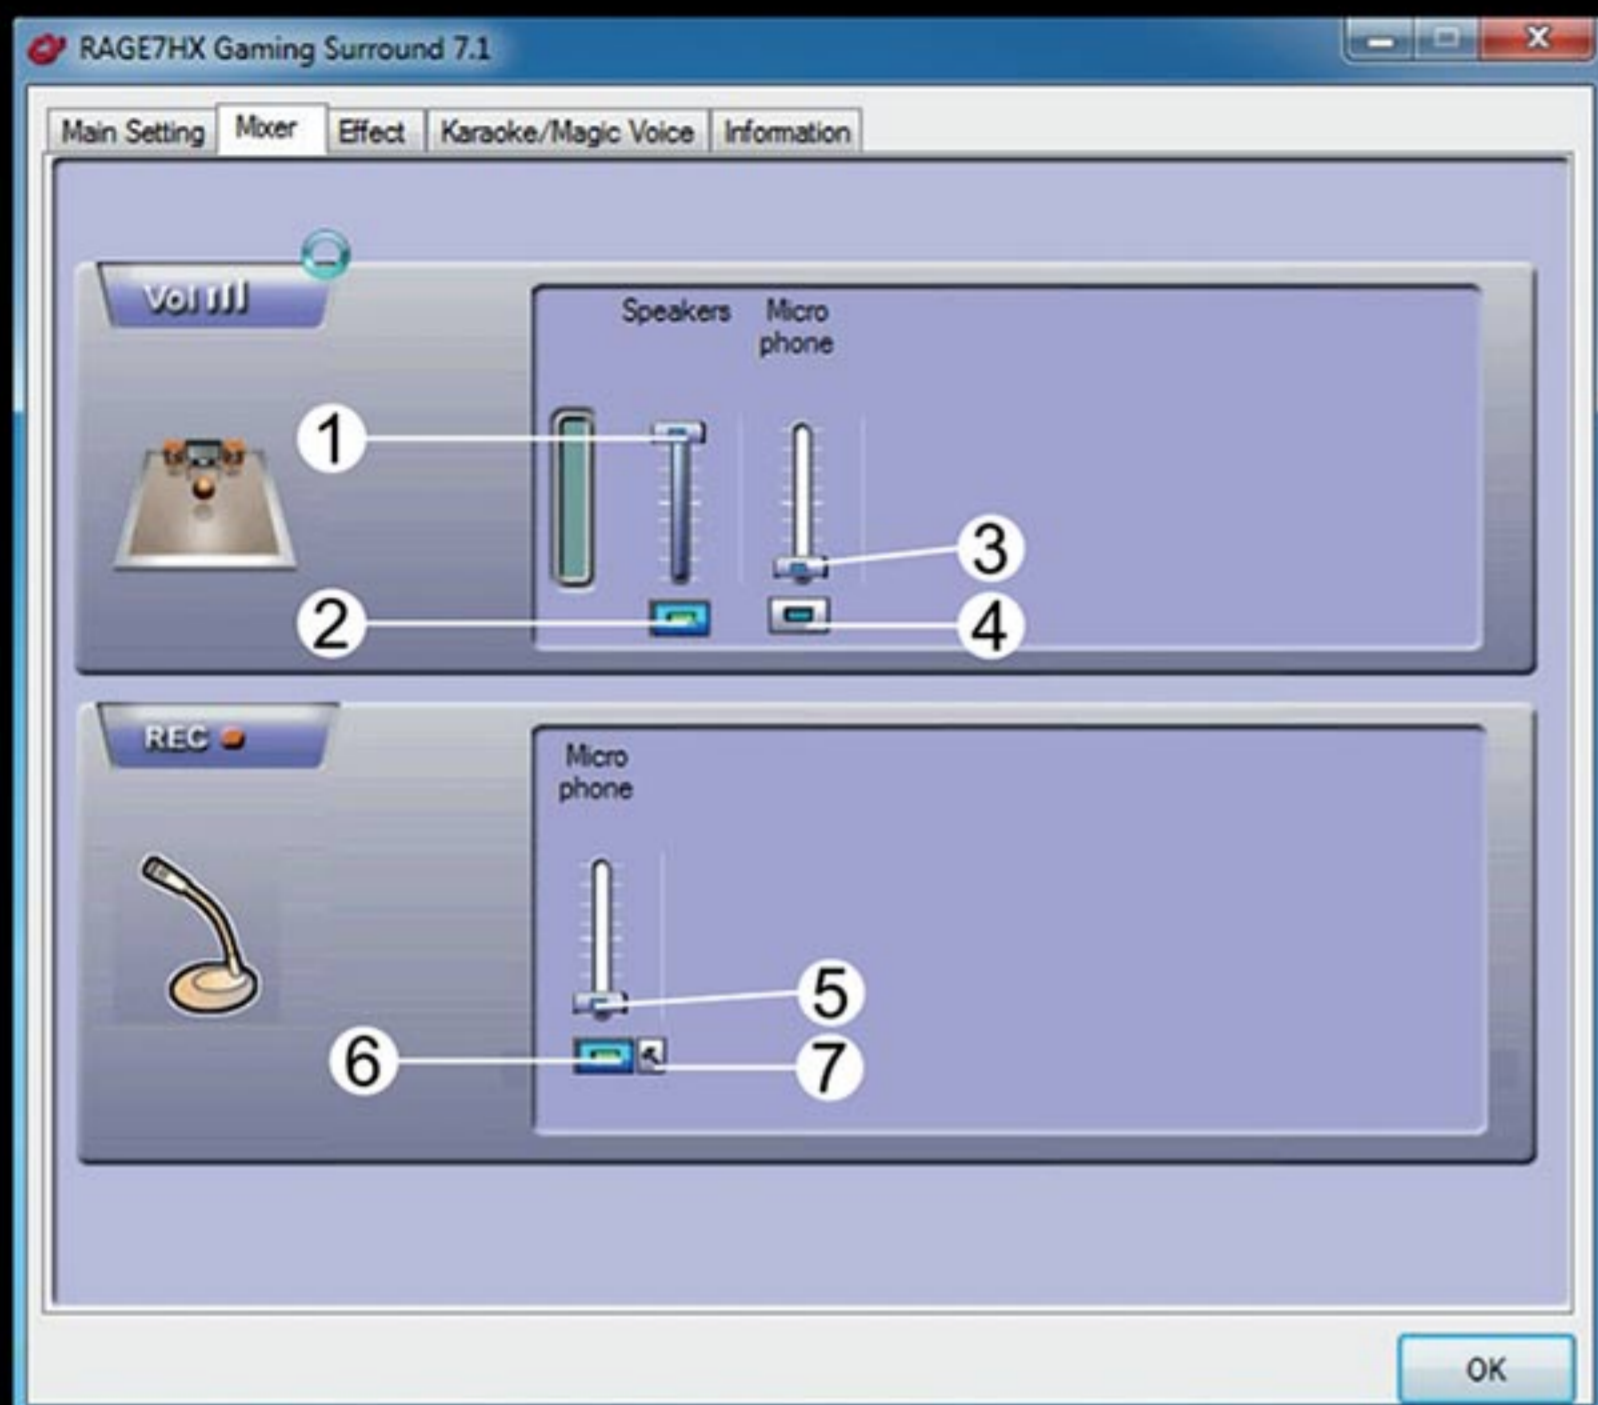 RAGE7HX Gaming Surround 7.1
Main Setting Mixer Effect Karaoke/Magic Voice Information
Vol
Speakers Micro
phone
1
3
2
4
REC
Micro
phone
5
6
7
OK